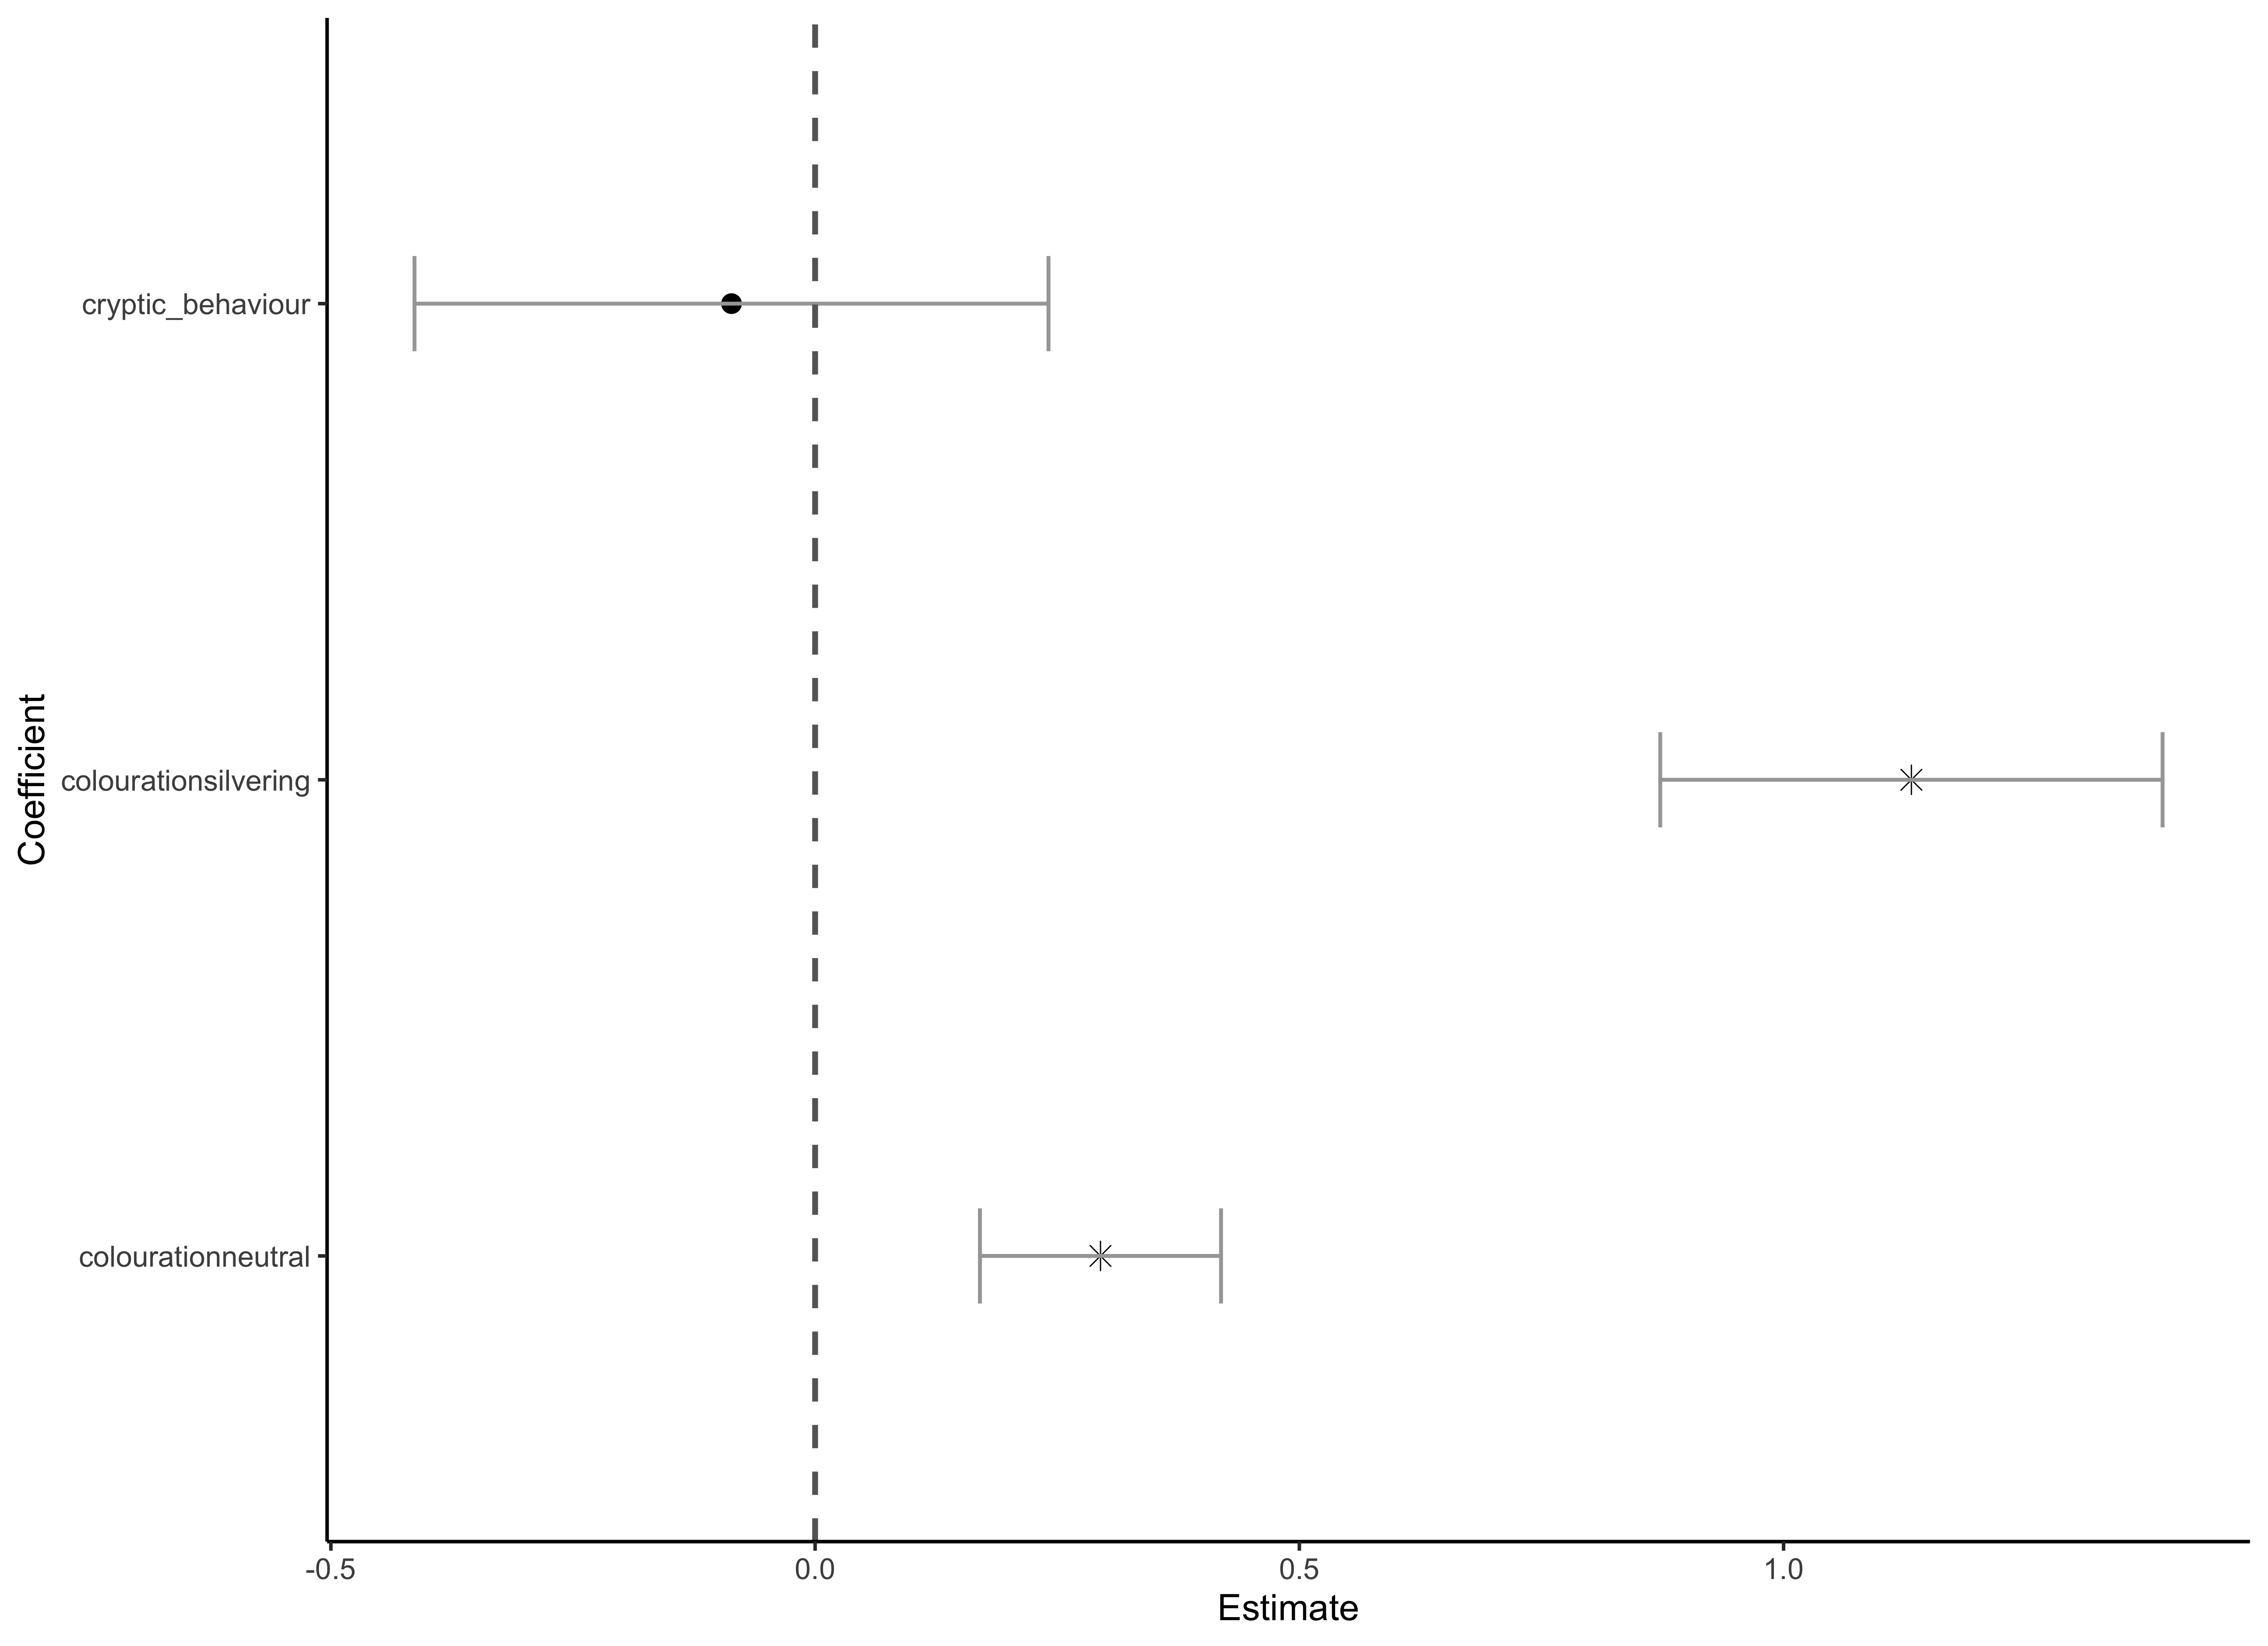 cryptic_behaviour
colourationsilvering
colourationneutral
Coefficient
-0.5 0.0 0.5 1.0
Estimate